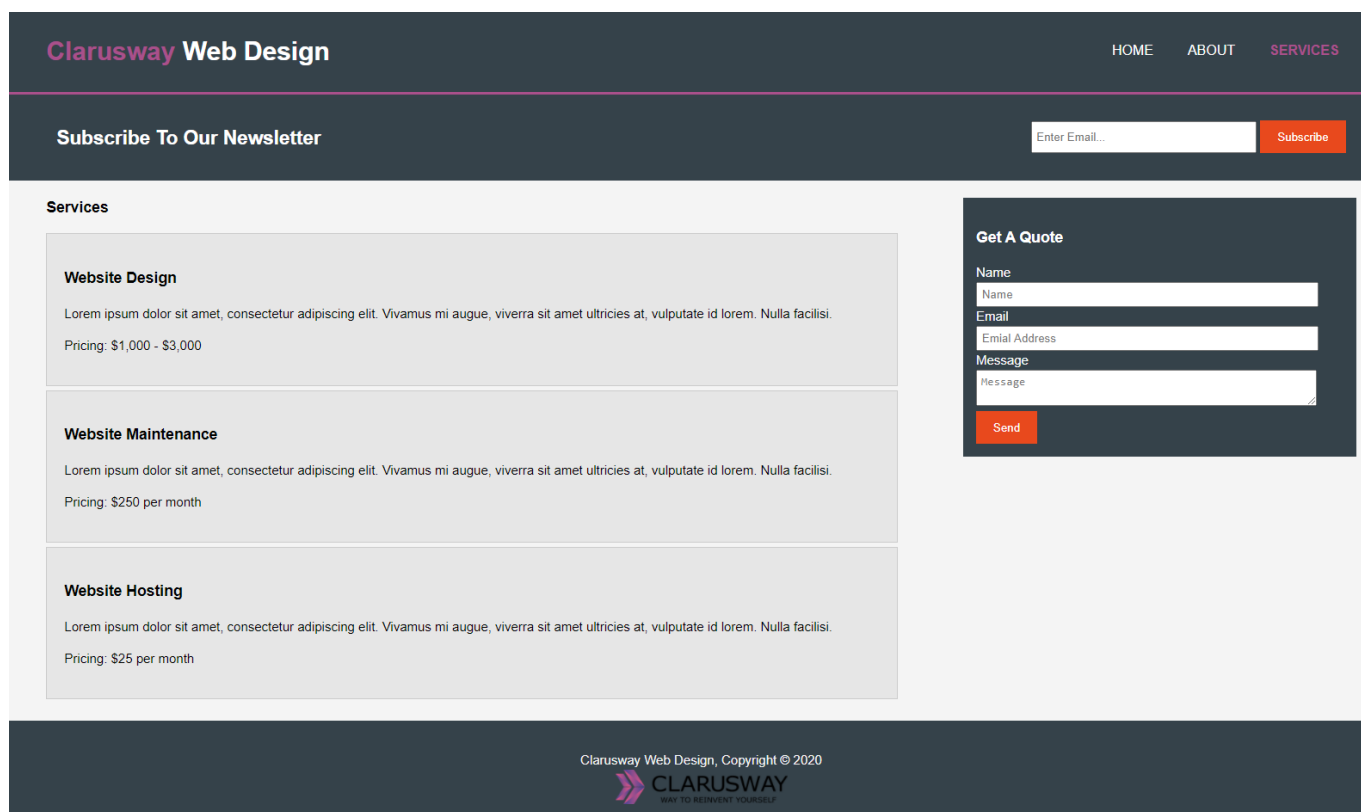 Clarusway Web Design
HOME ABOUT SERVICES
Subscribe To Our Newsletter
Enter Email...
Subscribe
Services
Website Design
Lorem ipsum dolor sit amet, consectetur adipiscing elit. Vivamus mi augue, viverra sit amet ultricies at, vulputate id lorem. Nulla facilisi.
Pricing: $1,000 - $3,000
Website Maintenance
Lorem ipsum dolor sit amet, consectetur adipiscing elit. Vivamus mi augue, viverra sit amet ultricies at, vulputate id lorem. Nulla facilisi.
Pricing: $250 per month
Website Hosting
Lorem ipsum dolor sit amet, consectetur adipiscing elit. Vivamus mi augue, viverra sit amet ultricies at, vulputate id lorem. Nulla facilisi.
Pricing: $25 per month
Get A Quote
Name
Name
Email
Emial Address
Message
Message
Send
Clarusway Web Design, Copyright © 2020
CLARUSWAY
WAY TO REINVENT YOURSELF